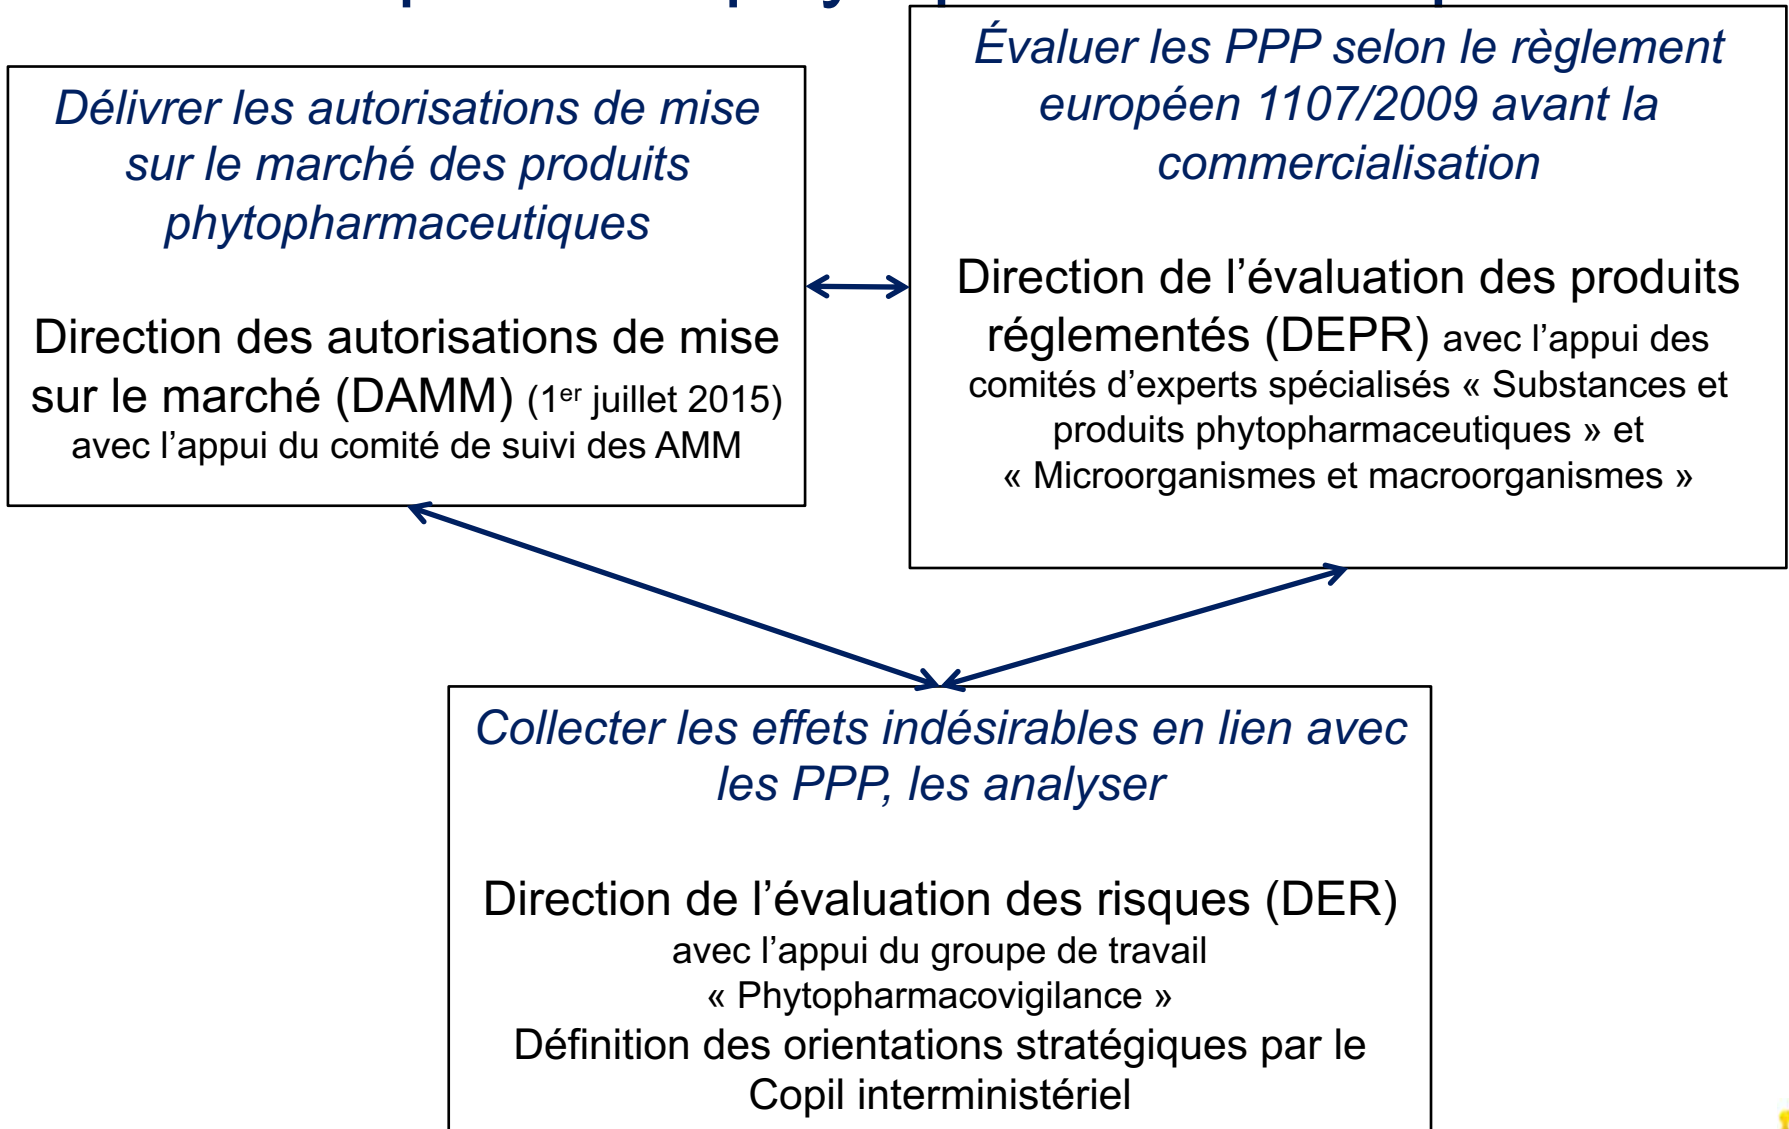 Délivrer les autorisations de mise
sur le marché des produits
phytopharmaceutiques
Direction des autorisations de mise
sur le marché (DAMM) (1er juillet 2015)
avec l’appui du comité de suivi des AMM
Évaluer les PPP selon le règlement
européen 1107/2009 avant la
commercialisation
Direction de l’évaluation des produits
réglementés (DEPR) avec l’appui des
comités d’experts spécialisés « Substances et
produits phytopharmaceutiques » et
« Microorganismes et macroorganismes »
Collecter les effets indésirables en lien avec
les PPP, les analyser
Direction de l’évaluation des risques (DER)
avec l’appui du groupe de travail
« Phytopharmacovigilance »
Définition des orientations stratégiques par le
Copil interministériel